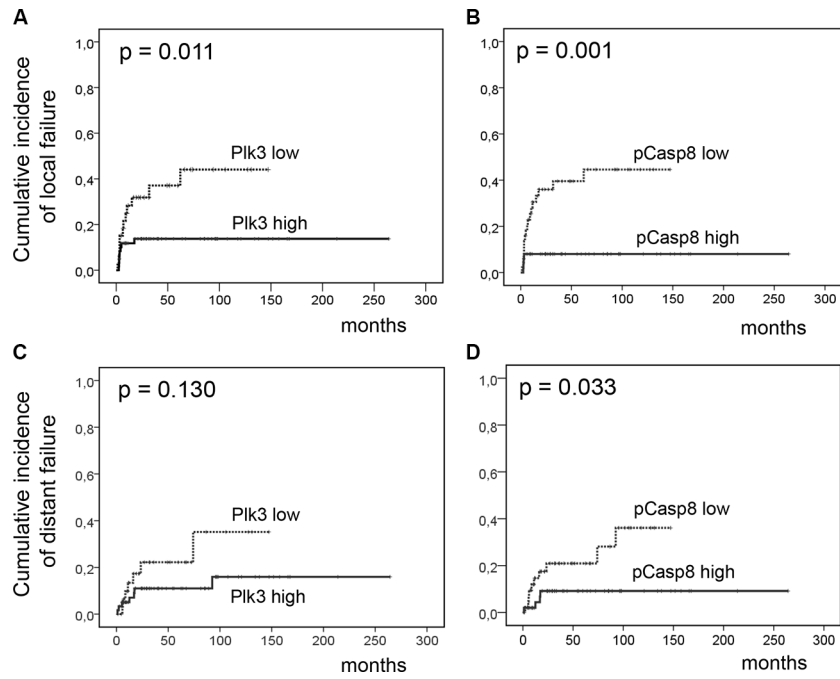 A
p = 0.011
Cumulative incidence
of local failure
1,0
0,8
0,6
0,4
0,2
0,0
Plk3 low
Plk3 high
0 50 100 150 200 250 300
months
B
p = 0.001
1,0
0,8
0,6
0,4
0,2
0,0
pCasp8 low
pCasp8 high
0 50 100 150 200 250 300
months
C
p = 0.130
Cumulative incidence
of distant failure
1,0
0,8
0,6
0,4
0,2
0,0
Plk3 low
Plk3 high
0 50 100 150 200 250 300
months
D
p = 0.033
1,0
0,8
0,6
0,4
0,2
0,0
pCasp8 low
pCasp8 high
0 50 100 150 200 250 300
months